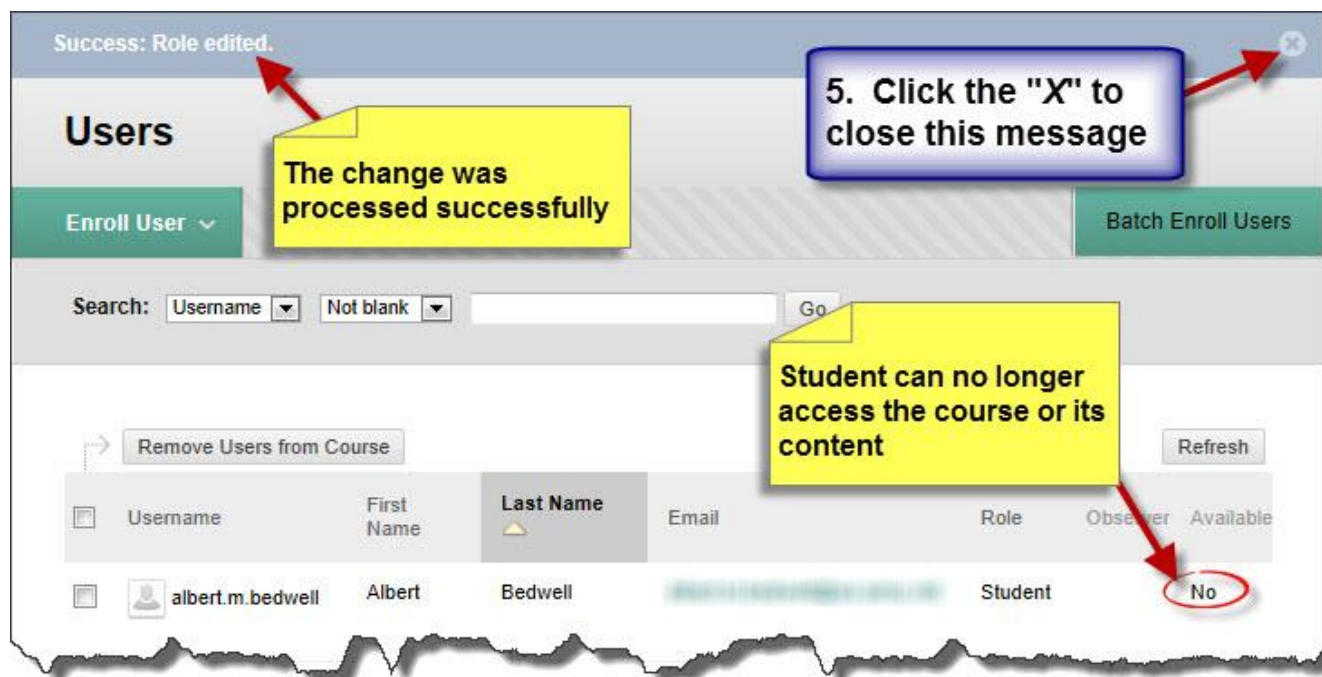 Success: Role edited.
5. Click the "X" to
close this message
Users
The change was
processed successfully
Enroll User
Batch Enroll Users
Search: Username Not blank Go
Student can no longer
access the course or its
content
Remove Users from Course
Refresh
Username First Name Last Name Email Role Observer Available
albert.m.bedwell Albert Bedwell Student No